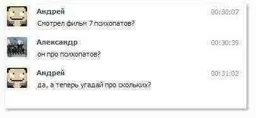 Андрей 00:30:07
Смотрел фильм 7 психопатов?
Александр 00:30:39
он про психопатов?
Андрей 00:31:02
да, а теперь угадай про скольких?